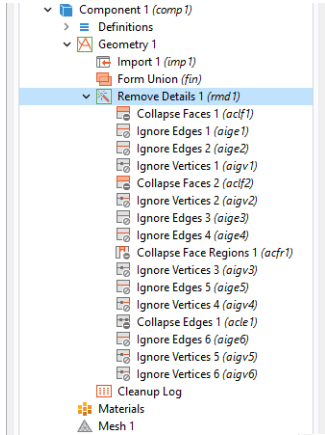 Component 1 (comp1)
Definitions
Geometry 1
Import 1 (imp1)
Form Union (fin)
Remove Details 1 (rmd1)
Collapse Faces 1 (aclf1)
Ignore Edges 1 (aige1)
Ignore Edges 2 (aige2)
Ignore Vertices 1 (aigv1)
Collapse Faces 2 (aclf2)
Ignore Vertices 2 (aigv2)
Ignore Edges 3 (aige3)
Ignore Edges 4 (aige4)
Collapse Face Regions 1 (acfr1)
Ignore Vertices 3 (aigv3)
Ignore Edges 5 (aige5)
Ignore Vertices 4 (aigv4)
Collapse Edges 1 (acle1)
Ignore Edges 6 (aige6)
Ignore Vertices 5 (aigv5)
Ignore Vertices 6 (aigv6)
Cleanup Log
Materials
Mesh 1